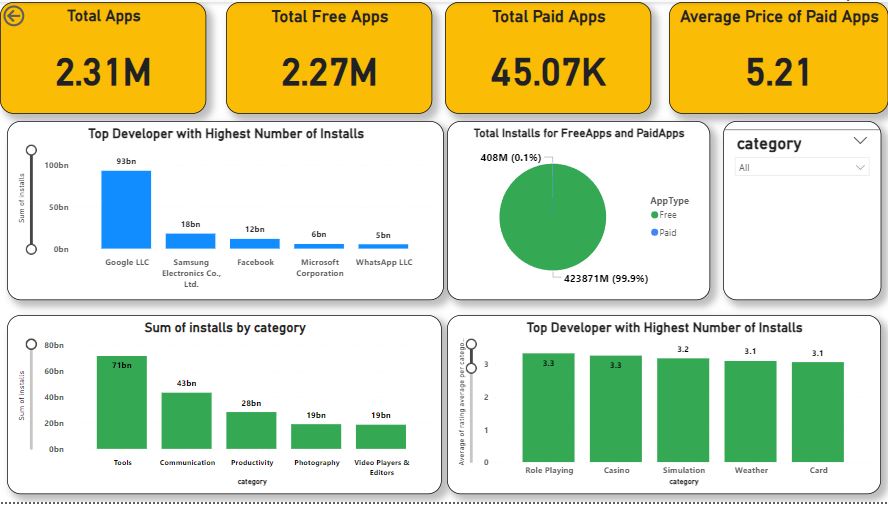 Total Apps
2.31M
Total Free Apps
2.27M
Total Paid Apps
45.07K
Average Price of Paid Apps
5.21
Top Developer with Highest Number of Installs
Sum of installs
100bn
50bn
0bn
93bn
18bn
12bn
6bn
5bn
Google LLC
Samsung
Electronics Co.,
Ltd.
Facebook
Microsoft
Corporation
WhatsApp LLC
Total Installs for FreeApps and PaidApps
408M (0.1%)
423871M (99.9%)
AppType
Free
Paid
category
All
Sum of installs by category
Sum of installs
80bn
60bn
40bn
20bn
0bn
71bn
43bn
28bn
19bn
19bn
Tools
Communication
Productivity
Photography
Video Players &
Editors
category
Top Developer with Highest Number of Installs
Average of rating average per catego..
3
2
1
0
3.3
3.3
3.2
3.1
3.1
Role Playing
Casino
Simulation
Weather
Card
category